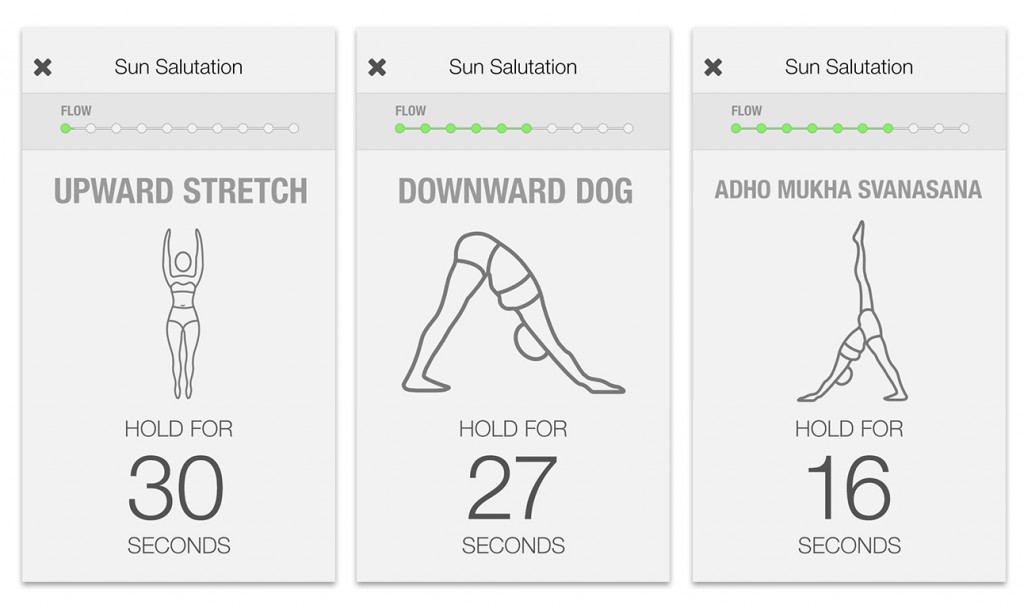 Sun Salutation
FLOW
UPWARD STRETCH
HOLD FOR
30
SECONDS
Sun Salutation
FLOW
DOWNWARD DOG
HOLD FOR
27
SECONDS
Sun Salutation
FLOW
ADHO MUKHA SVANASANA
HOLD FOR
16
SECONDS